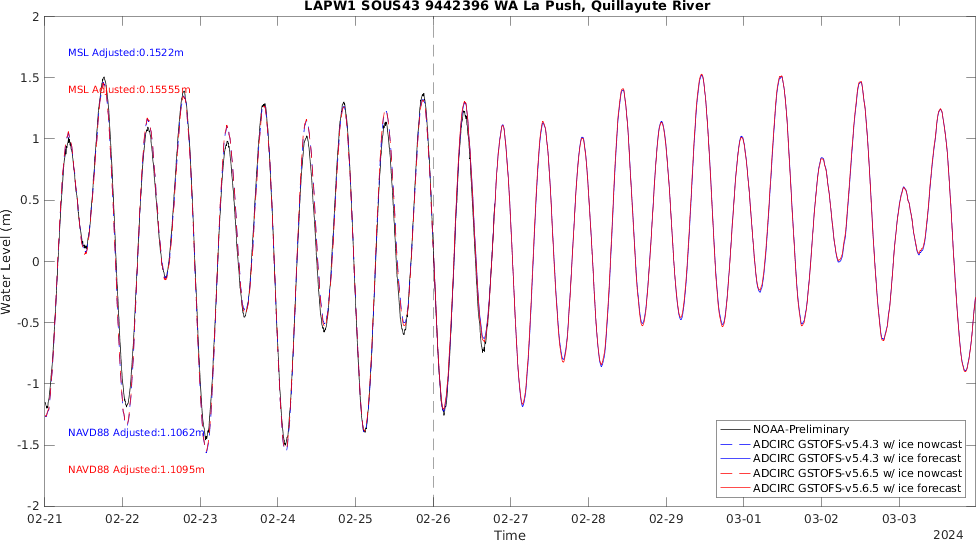 LAPW1 SOUS43 9442396 WA La Push, Quillayute River
2
1.5
1
0.5
0
-0.5
-1
-1.5
-2
Water Level (m)
MSL Adjusted:0.1522m
MSL Adjusted:0.15555m
NAVD88 Adjusted:1.1062m
NAVD88 Adjusted:1.1095m
NOAA-Preliminary
ADCIRC GSTOFS-v5.4.3 w/ ice nowcast
ADCIRC GSTOFS-v5.4.3 w/ ice forecast
ADCIRC GSTOFS-v5.6.5 w/ ice nowcast
ADCIRC GSTOFS-v5.6.5 w/ ice forecast
02-21 02-22 02-23 02-24 02-25 02-26 02-27 02-28 02-29 03-01 03-02 03-03
Time
2024